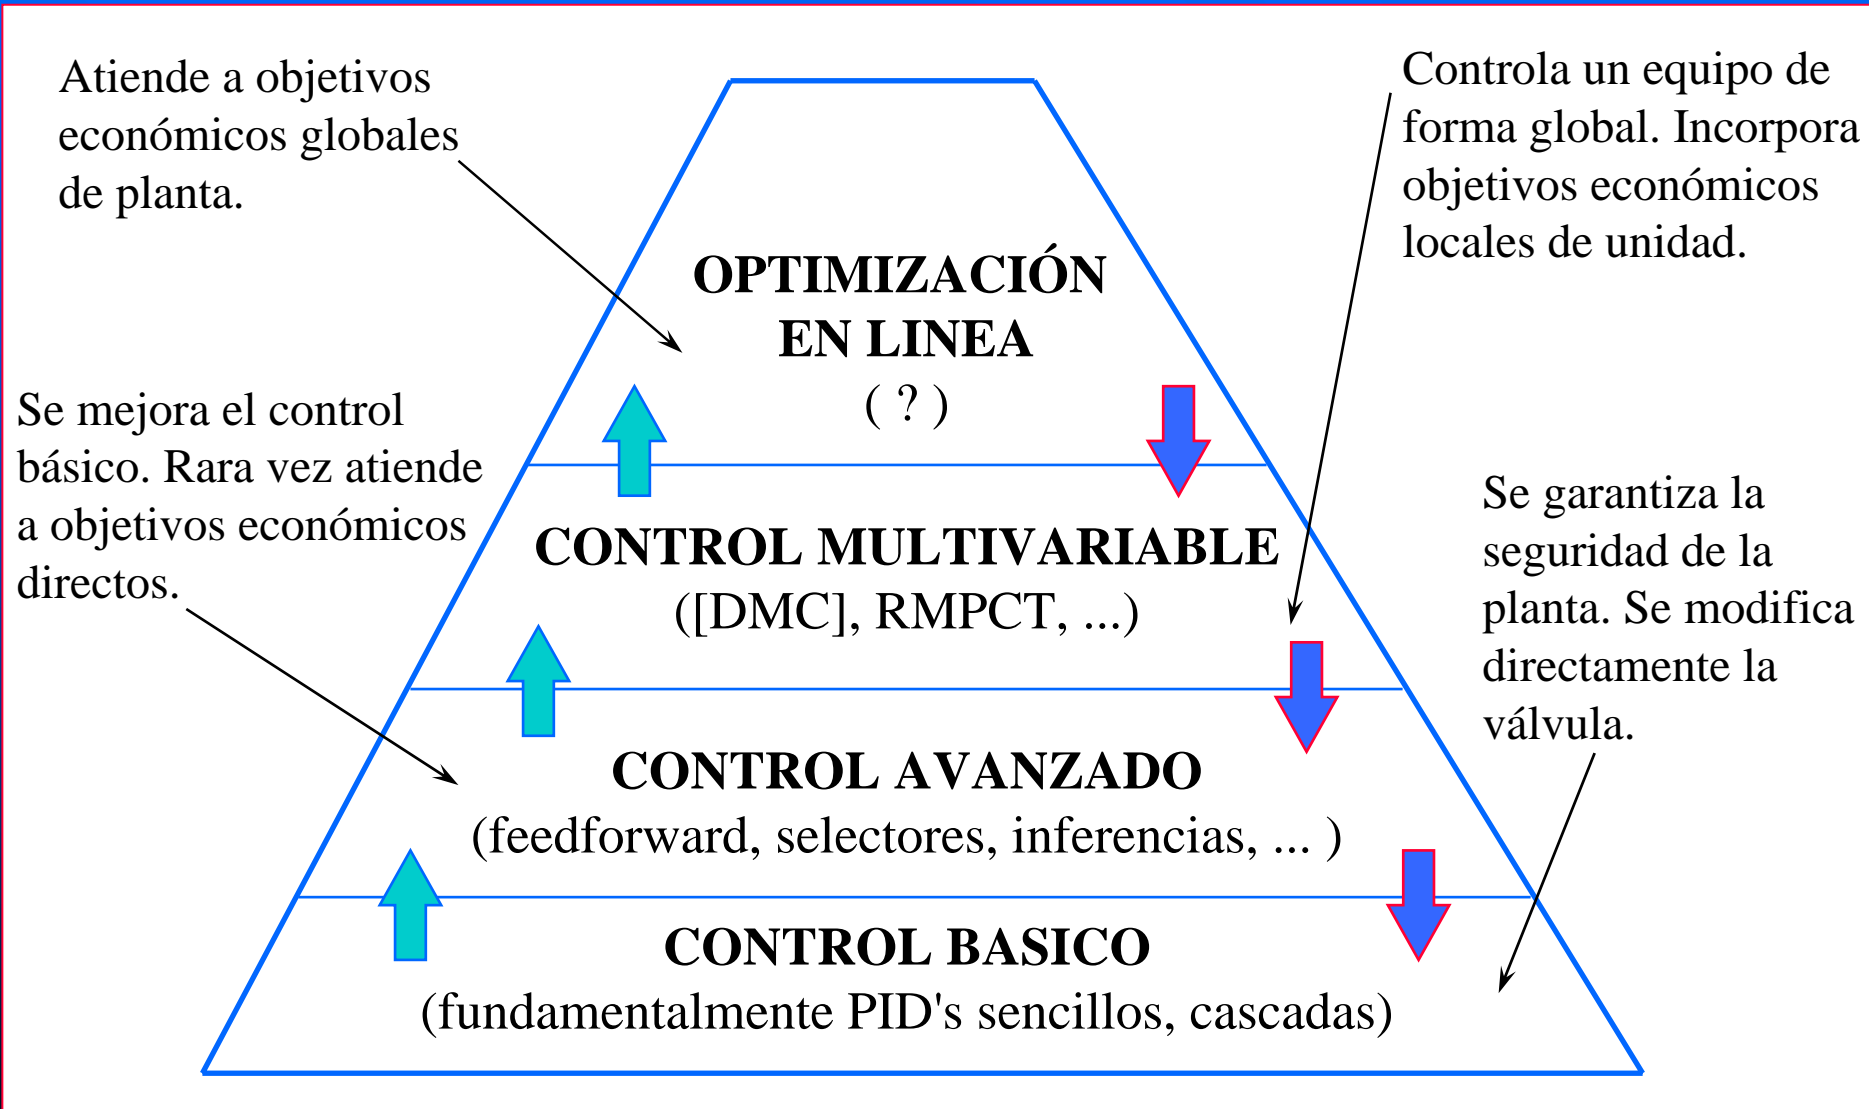 Atiende a objetivos
económicos globales
de planta.
Controla un equipo de
forma global. Incorpora
objetivos económicos
locales de unidad.
OPTIMIZACIÓN
EN LINEA
( ? )
Se mejora el control
básico. Rara vez atiende
a objetivos económicos
directos.
CONTROL MULTIVARIABLE
([DMC], RMPCT, ...)
Se garantiza la
seguridad de la
planta. Se modifica
directamente la
válvula.
CONTROL AVANZADO
(feedforward, selectores, inferencias, ... )
CONTROL BASICO
(fundamentalmente PID's sencillos, cascadas)